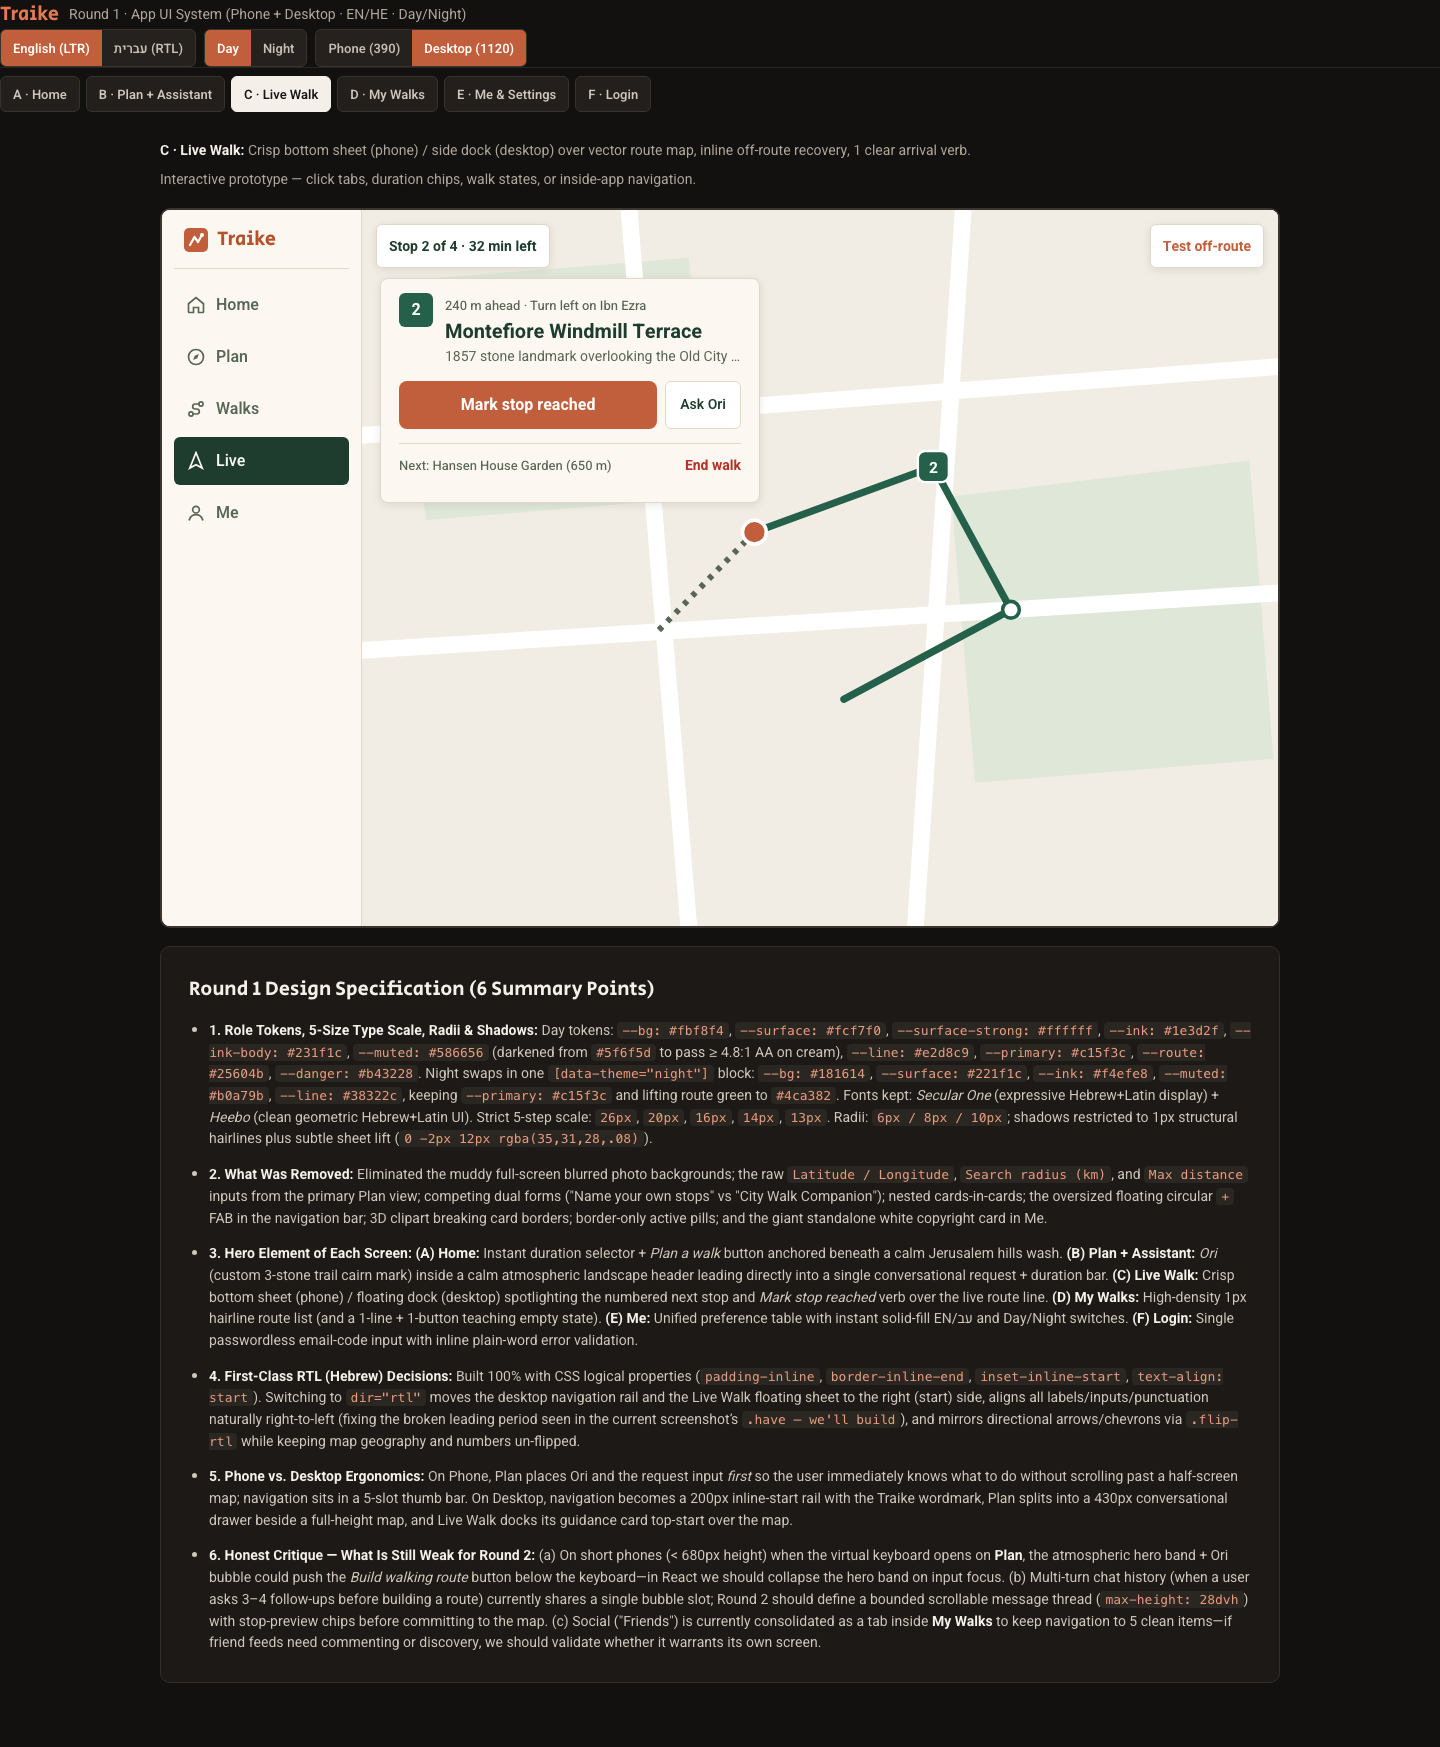 Traike Round 1 · App UI System (Phone + Desktop · EN/HE · Day/Night)
English (LTR) עברית (RTL) Day Night Phone (390) Desktop (1120)
A · Home B · Plan + Assistant C · Live Walk D · My Walks E · Me & Settings F · Login
C · Live Walk: Crisp bottom sheet (phone) / side dock (desktop) over vector route map, inline off-route recovery, 1 clear arrival verb.
Interactive prototype — click tabs, duration chips, walk states, or inside-app navigation.
Traike
Home
Plan
Walks
Live
Me
Stop 2 of 4 · 32 min left
Test off-route
2
240 m ahead · Turn left on Ibn Ezra
Montefiore Windmill Terrace
1857 stone landmark overlooking the Old City …
Mark stop reached Ask Ori
Next: Hansen House Garden (650 m) End walk
2
Round 1 Design Specification (6 Summary Points)
• 1. Role Tokens, 5-Size Type Scale, Radii & Shadows: Day tokens: --bg: #fbf8f4 , --surface: #fcf7f0 , --surface-strong: #ffffff , --ink: #1e3d2f , --
ink-body: #231f1c , --muted: #586656 (darkened from #5f6f5d to pass ≥ 4.8:1 AA on cream), --line: #e2d8c9 , --primary: #c15f3c , --route:
#25604b , --danger: #b43228 . Night swaps in one [data-theme="night"] block: --bg: #181614 , --surface: #221f1c , --ink: #f4efe8 , --muted:
#b0a79b , --line: #38322c , keeping --primary: #c15f3c and lifting route green to #4ca382 . Fonts kept: Secular One (expressive Hebrew+Latin display) +
Heebo (clean geometric Hebrew+Latin UI). Strict 5-step scale: 26px , 20px , 16px , 14px , 13px . Radii: 6px / 8px / 10px ; shadows restricted to 1px structural
hairlines plus subtle sheet lift ( 0 -2px 12px rgba(35,31,28,.08) ).
• 2. What Was Removed: Eliminated the muddy full-screen blurred photo backgrounds; the raw Latitude / Longitude , Search radius (km) , and Max distance
inputs from the primary Plan view; competing dual forms ("Name your own stops" vs "City Walk Companion"); nested cards-in-cards; the oversized floating circular +
FAB in the navigation bar; 3D clipart breaking card borders; border-only active pills; and the giant standalone white copyright card in Me.
• 3. Hero Element of Each Screen: (A) Home: Instant duration selector + Plan a walk button anchored beneath a calm Jerusalem hills wash. (B) Plan + Assistant: Ori
(custom 3-stone trail cairn mark) inside a calm atmospheric landscape header leading directly into a single conversational request + duration bar. (C) Live Walk: Crisp
bottom sheet (phone) / floating dock (desktop) spotlighting the numbered next stop and Mark stop reached verb over the live route line. (D) My Walks: High-density 1px
hairline route list (and a 1-line + 1-button teaching empty state). (E) Me: Unified preference table with instant solid-fill EN/עב and Day/Night switches. (F) Login: Single
passwordless email-code input with inline plain-word error validation.
• 4. First-Class RTL (Hebrew) Decisions: Built 100% with CSS logical properties ( padding-inline , border-inline-end , inset-inline-start , text-align:
start ). Switching to dir="rtl" moves the desktop navigation rail and the Live Walk floating sheet to the right (start) side, aligns all labels/inputs/punctuation
naturally right-to-left (fixing the broken leading period seen in the current screenshot's .have — we'll build ), and mirrors directional arrows/chevrons via .flip-
rtl while keeping map geography and numbers un-flipped.
• 5. Phone vs. Desktop Ergonomics: On Phone, Plan places Ori and the request input first so the user immediately knows what to do without scrolling past a half-screen
map; navigation sits in a 5-slot thumb bar. On Desktop, navigation becomes a 200px inline-start rail with the Traike wordmark, Plan splits into a 430px conversational
drawer beside a full-height map, and Live Walk docks its guidance card top-start over the map.
• 6. Honest Critique — What Is Still Weak for Round 2: (a) On short phones (< 680px height) when the virtual keyboard opens on Plan, the atmospheric hero band + Ori
bubble could push the Build walking route button below the keyboard—in React we should collapse the hero band on input focus. (b) Multi-turn chat history (when a user
asks 3–4 follow-ups before building a route) currently shares a single bubble slot; Round 2 should define a bounded scrollable message thread ( max-height: 28dvh )
with stop-preview chips before committing to the map. (c) Social ("Friends") is currently consolidated as a tab inside My Walks to keep navigation to 5 clean items—if
friend feeds need commenting or discovery, we should validate whether it warrants its own screen.